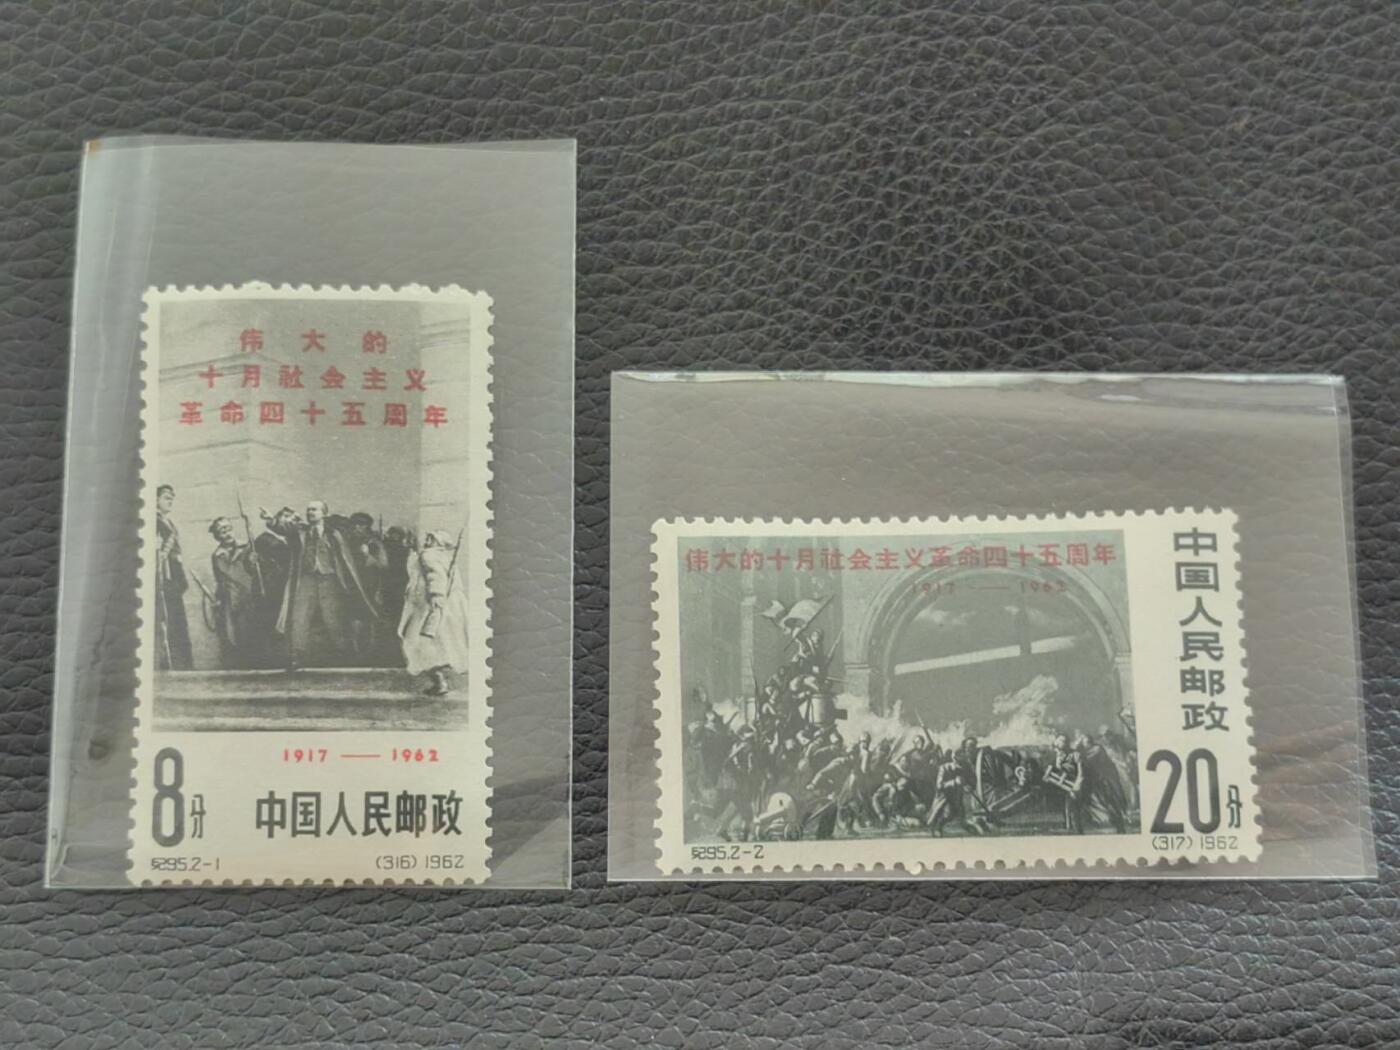 伟大的
十月社会主义
革命四十五周年
1917—1962
8分
中国人民邮政
纪95.2-1
(316) 1962
伟大的十月社会主义革命四十五周年
1917—1962
中国人民邮政
20分
纪95.2-2
(317) 1962